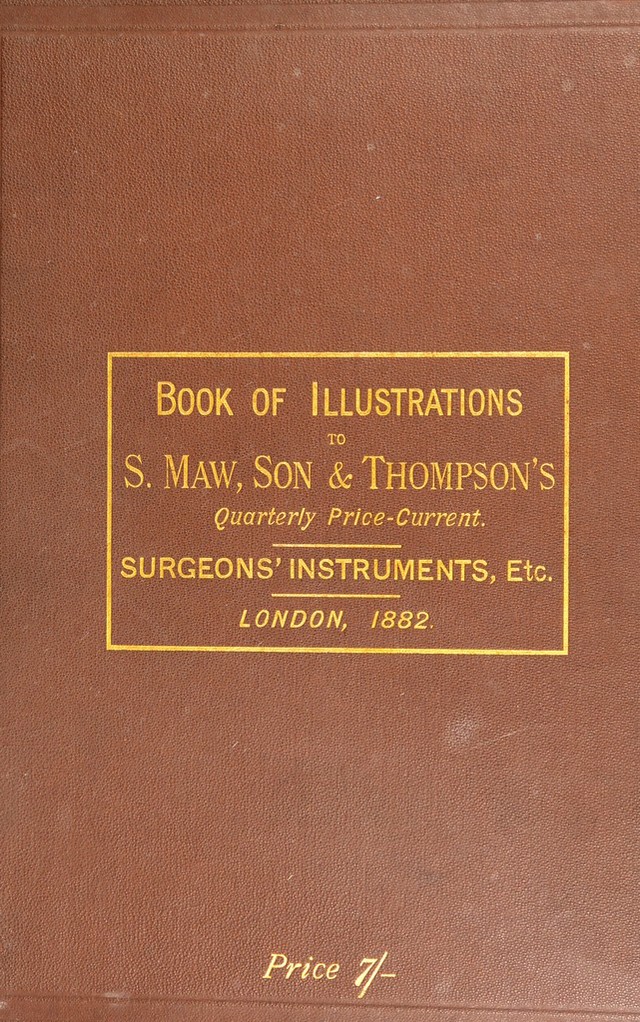 BOOK OF ILLUSTRATIONS
TO
S. MAW, SON & THOMPSON'S
Quarterly Price-Current.
SURGEONS' INSTRUMENTS, Etc.
LONDON, 1882.
Price 7/-